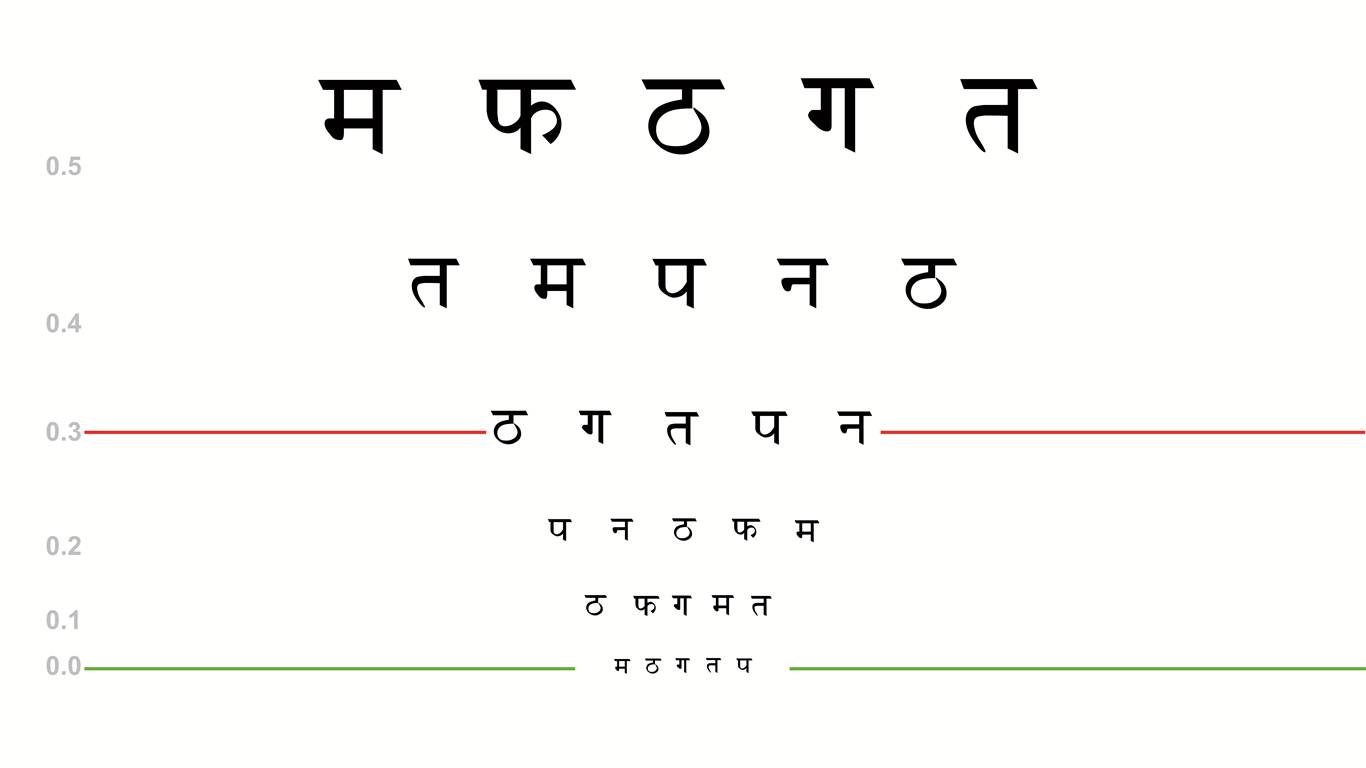 म फ ठ ग त
0.5
त म प न ठ
0.4
0.3 ठ ग त प न
0.2 प न ठ फ म
0.1 ठ फ ग म त
0.0 म ठ ग त प